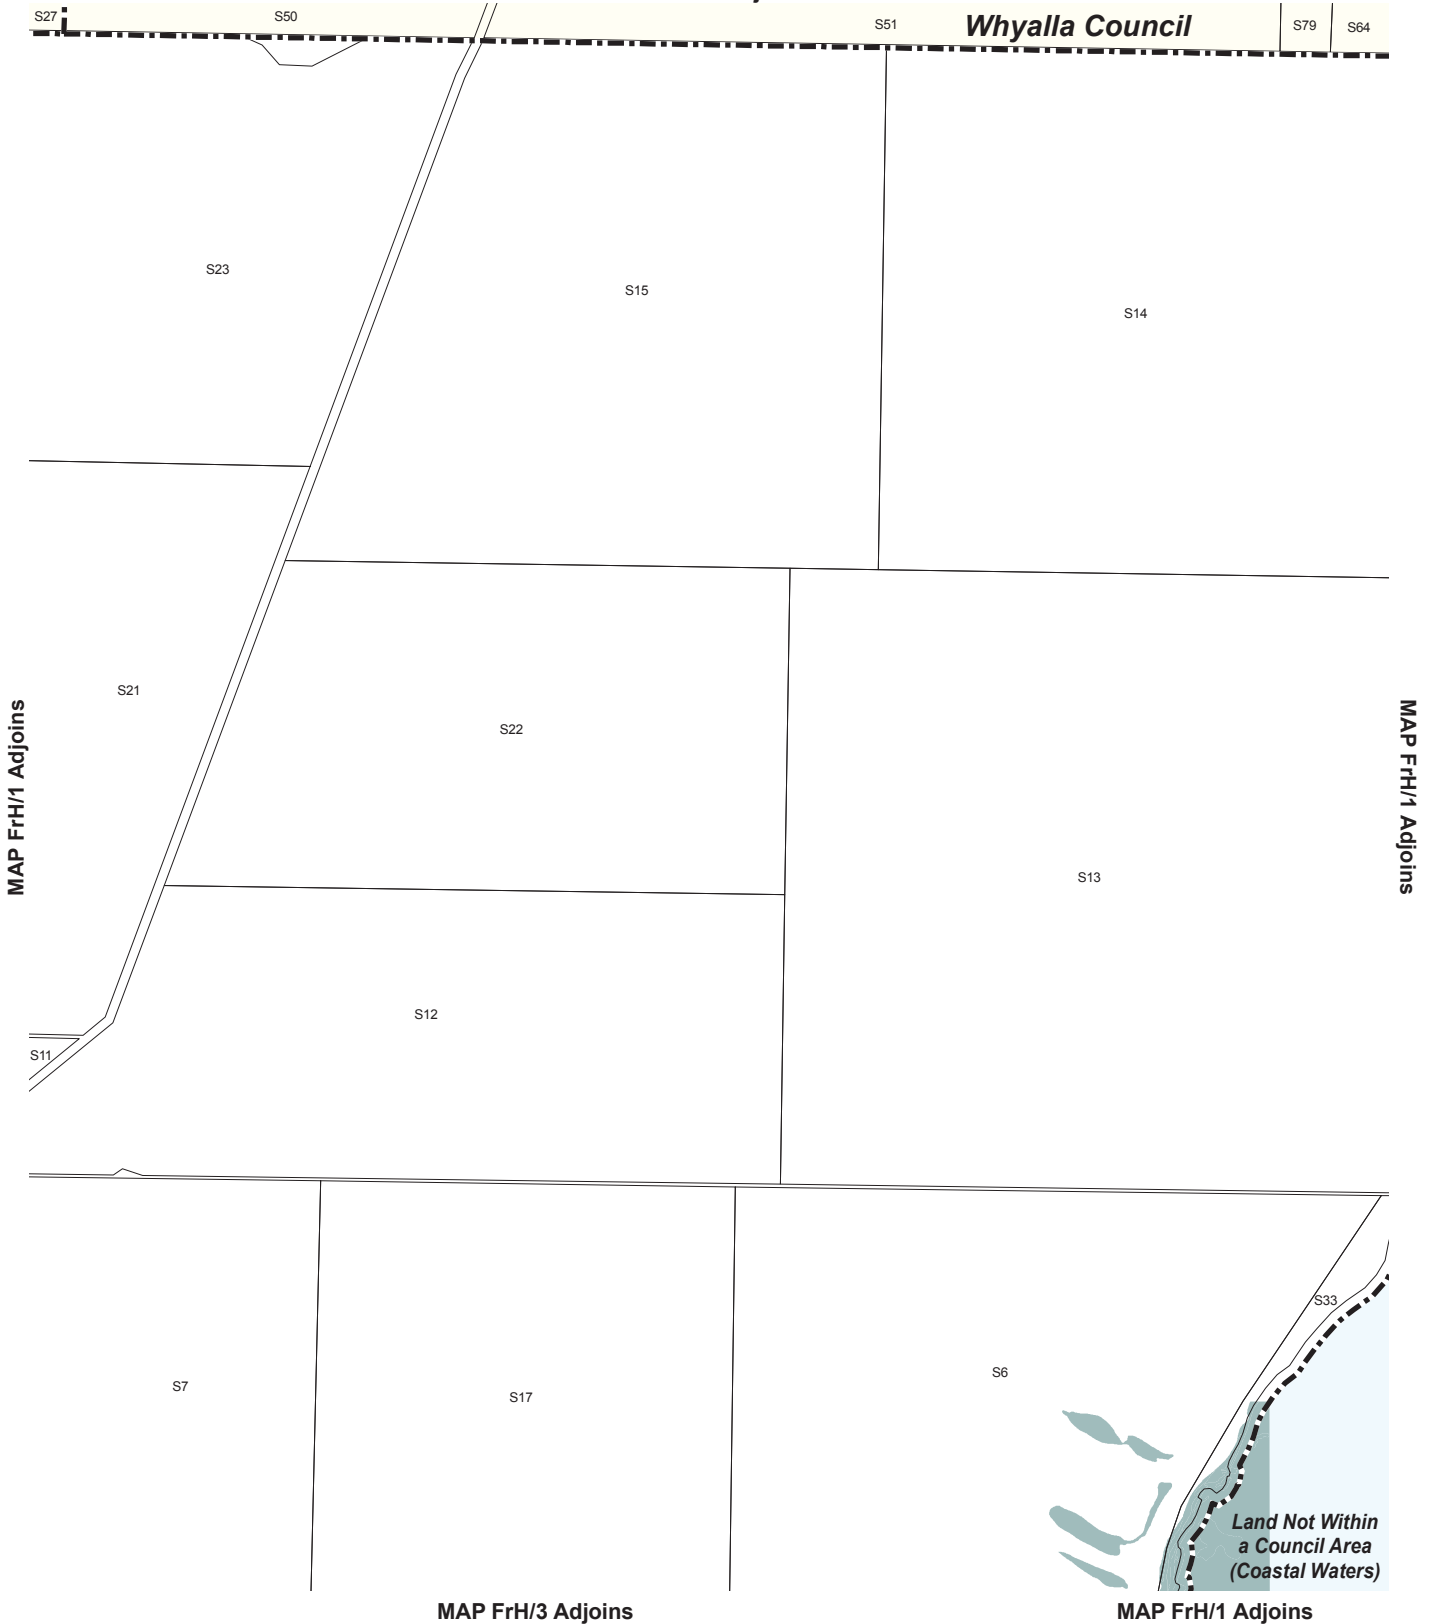 S27
S50
S51
Whyalla Council
S79
S64
S23
S15
S14
S21
S22
MAP FrH/1 Adjoins
MAP FrH/1 Adjoins
S13
S12
S11
S33
S7
S17
S6
Land Not Within
a Council Area
(Coastal Waters)
MAP FrH/3 Adjoins
MAP FrH/1 Adjoins